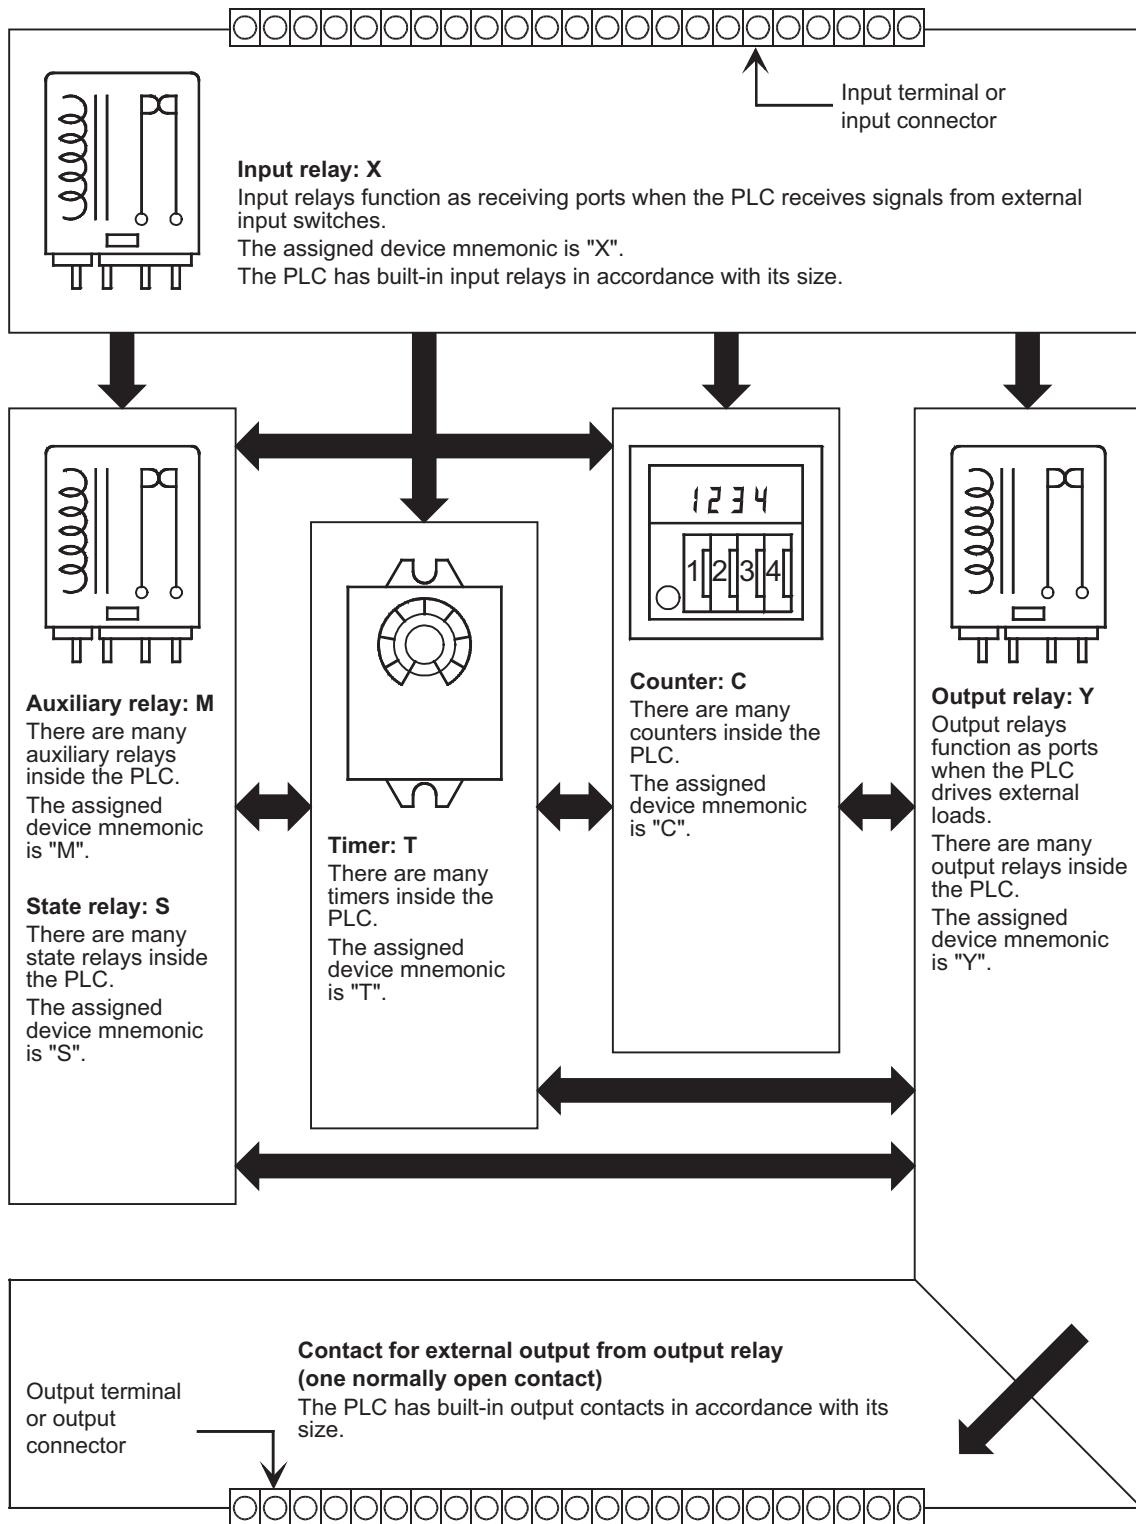 Input terminal or
input connector
Input relay: X
Input relays function as receiving ports when the PLC receives signals from external
input switches.
The assigned device mnemonic is "X".
The PLC has built-in input relays in accordance with its size.
Auxiliary relay: M
There are many
auxiliary relays
inside the PLC.
The assigned
device mnemonic
is "M".
State relay: S
There are many
state relays inside
the PLC.
The assigned
device mnemonic
is "S".
Timer: T
There are many
timers inside the
PLC.
The assigned
device mnemonic
is "T".
1234
1 2 3 4
Counter: C
There are many
counters inside the
PLC.
The assigned
device mnemonic
is "C".
Output relay: Y
Output relays
function as ports
when the PLC
drives external
loads.
There are many
output relays inside
the PLC.
The assigned
device mnemonic
is "Y".
Contact for external output from output relay
(one normally open contact)
The PLC has built-in output contacts in accordance with its
size.
Output terminal
or output
connector